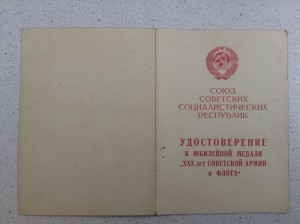 СОЮЗ
СОВЕТСКИХ
СОЦИАЛИСТИЧЕСКИХ
РЕСПУБЛИК
УДОСТОВЕРЕНИЕ
К ЮБИЛЕЙНОЙ МЕДАЛИ
„XXX ЛЕТ СОВЕТСКОЙ АРМИИ
и ФЛОТА“